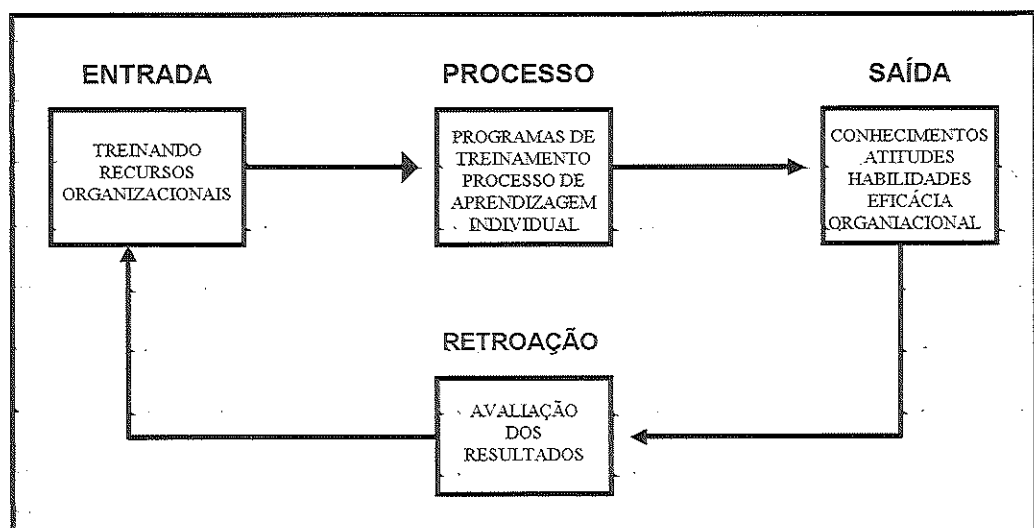 ENTRADA
TREINANDO
RECURSOS
ORGANIZACIONAIS
PROCESSO
PROGRAMAS DE
TREINAMENTO
PROCESSO DE
APRENDIZAGEM
INDIVIDUAL
SAÍDA
CONHECIMENTOS
ATITUDES
HABILIDADES
EFICÁCIA
ORGANIACIONAL
RETROAÇÃO
AVALIAÇÃO
DOS
RESULTADOS